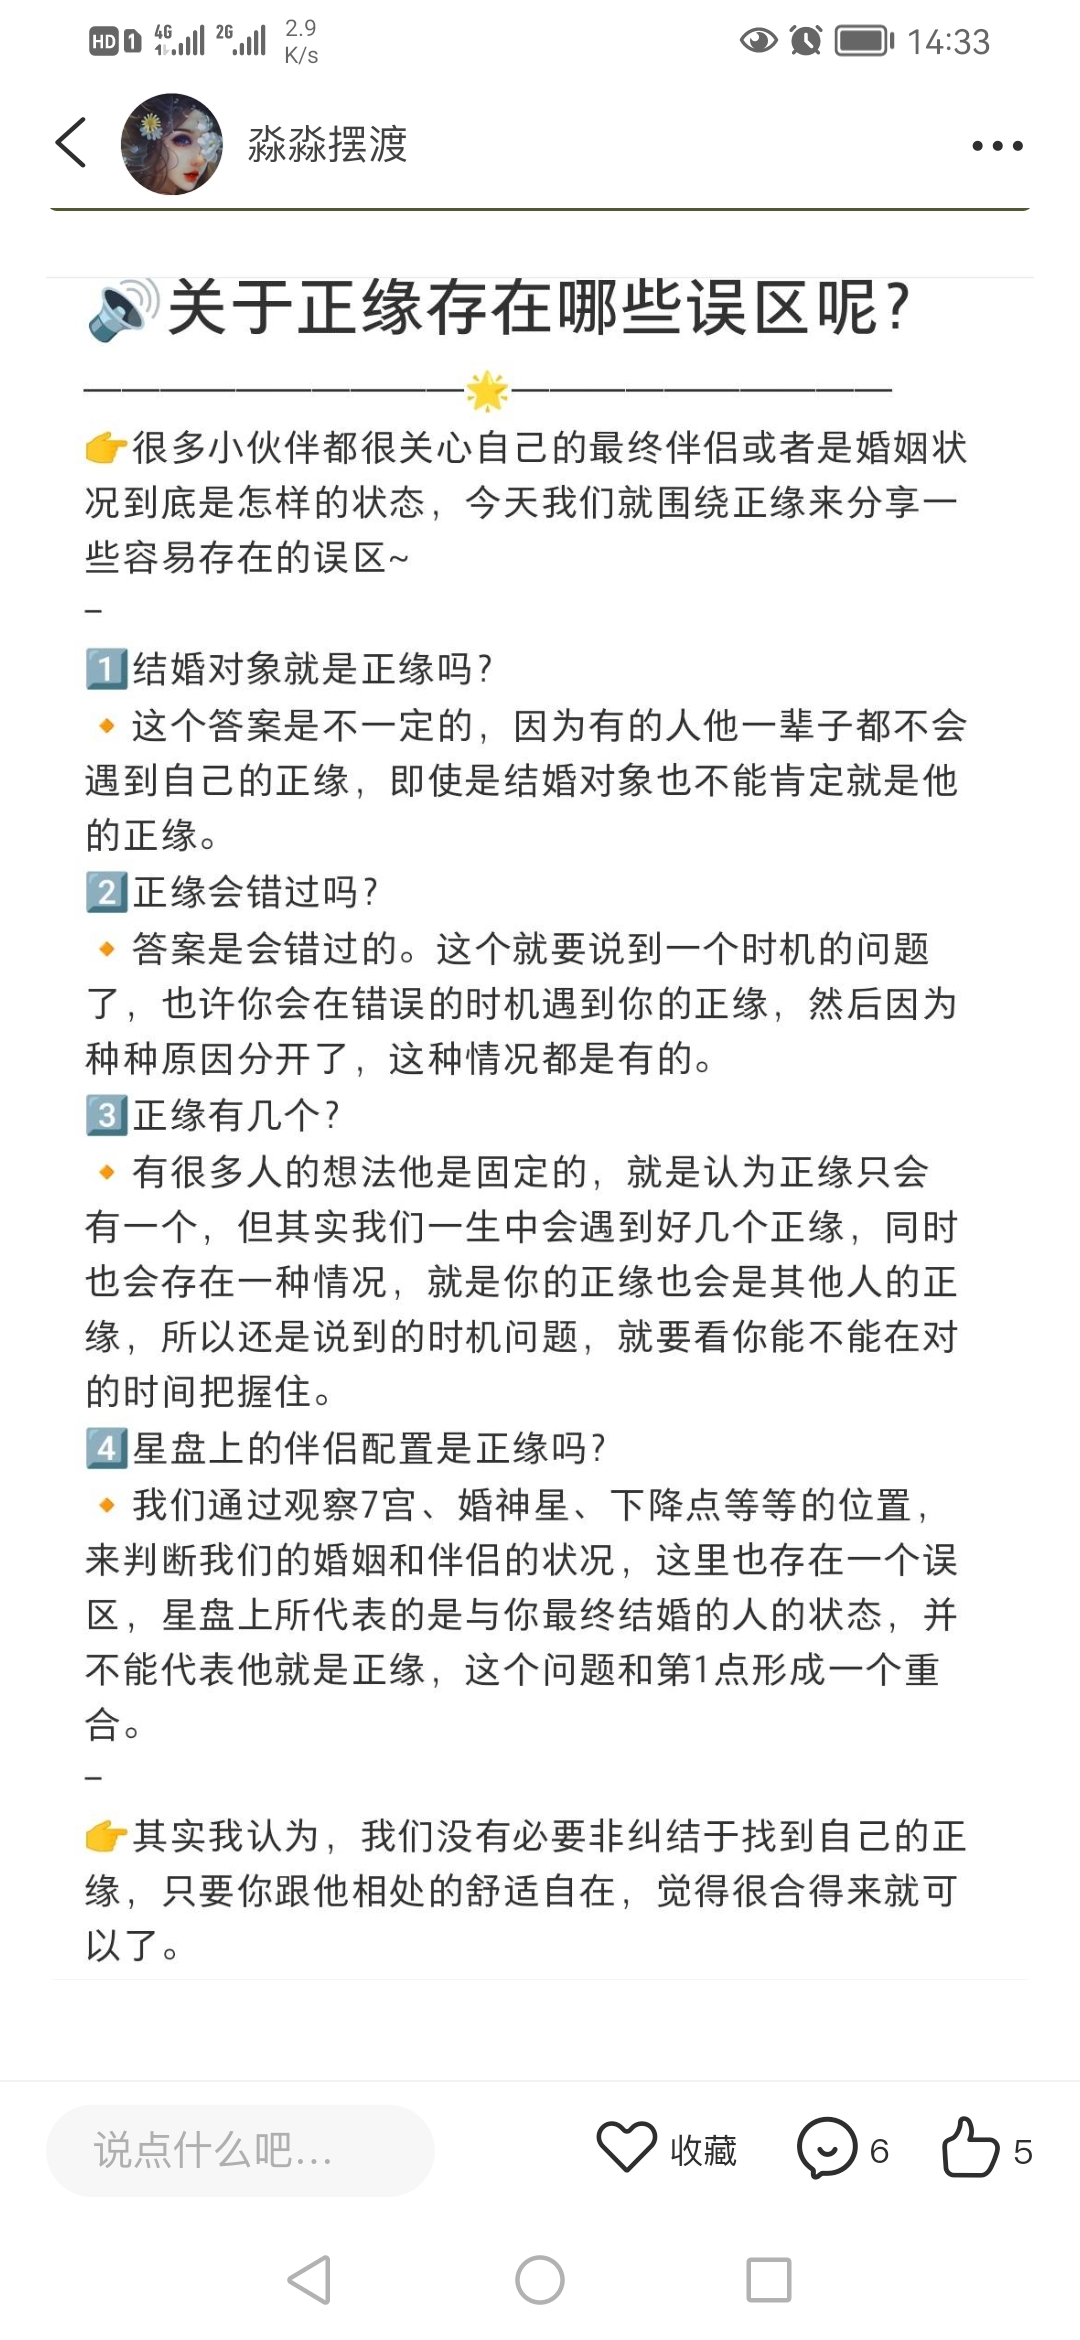 HD 1 4G 2G 2.9 K/s 14:33
淼淼摆渡
🔊关于正缘存在哪些误区呢?
——————————🌟——————————
👉很多小伙伴都很关心自己的最终伴侣或者是婚姻状
况到底是怎样的状态，今天我们就围绕正缘来分享一
些容易存在的误区~
–
1️⃣结婚对象就是正缘吗?
🔸这个答案是不一定的，因为有的人他一辈子都不会
遇到自己的正缘，即使是结婚对象也不能肯定就是他
的正缘。
2️⃣正缘会错过吗?
🔸答案是会错过的。这个就要说到一个时机的问题
了，也许你会在错误的时机遇到你的正缘，然后因为
种种原因分开了，这种情况都是有的。
3️⃣正缘有几个?
🔸有很多人的想法他是固定的，就是认为正缘只会
有一个，但其实我们一生中会遇到好几个正缘，同时
也会存在一种情况，就是你的正缘也会是其他人的正
缘，所以还是说到的时机问题，就要看你能不能在对
的时间把握住。
4️⃣星盘上的伴侣配置是正缘吗?
🔸我们通过观察7宫、婚神星、下降点等等的位置，
来判断我们的婚姻和伴侣的状况，这里也存在一个误
区，星盘上所代表的是与你最终结婚的人的状态，并
不能代表他就是正缘，这个问题和第1点形成一个重
合。
–
👉其实我认为，我们没有必要非纠结于找到自己的正
缘，只要你跟他相处的舒适自在，觉得很合得来就可
以了。
说点什么吧... 收藏 6 5